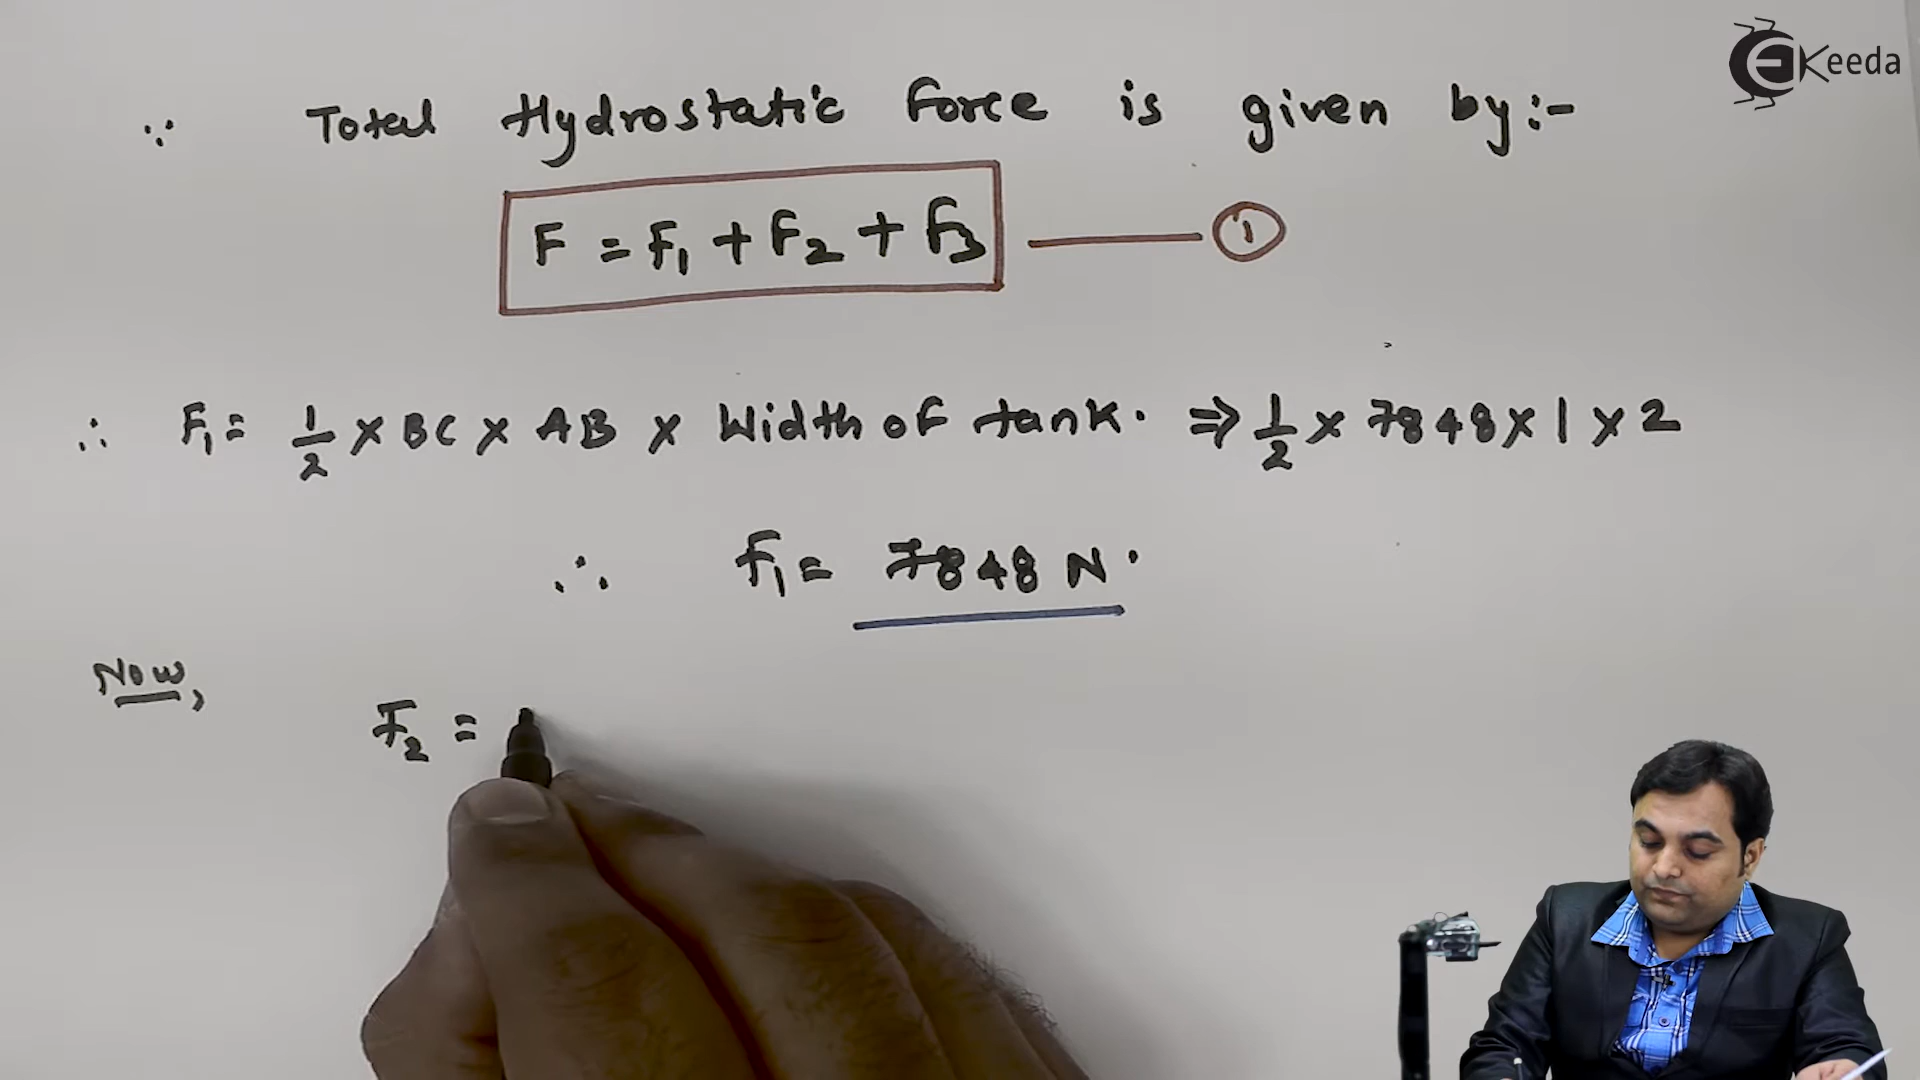 EKeeda
∵ Total Hydrostatic Force is given by:-
F = F₁ + F₂ + F₃ ——— ①
∴ F₁ = 1/2 × BC × AB × Width of tank. ⇒ 1/2 × 7848 × 1 × 2
∴ F₁ = 7848 N.
Now,
F₂ =